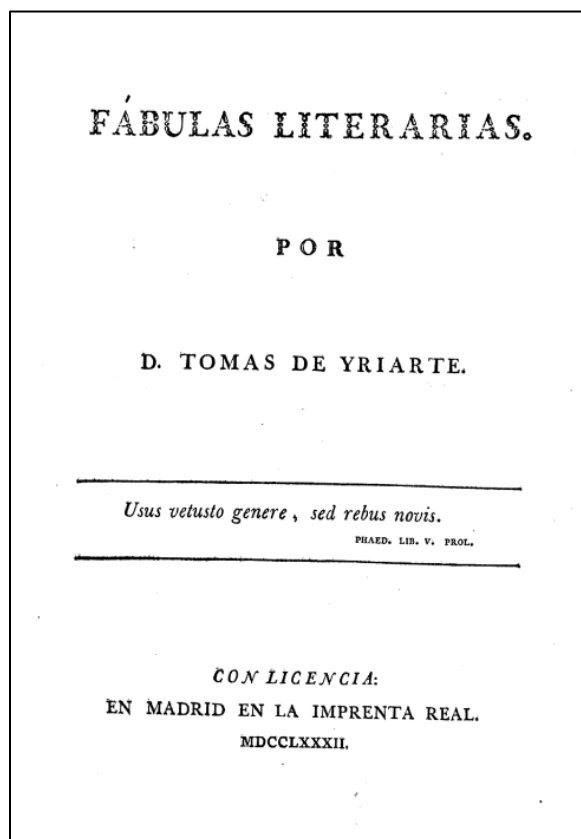 FÁBULAS LITERARIAS.
POR
D. TOMAS DE YRIARTE.
Usus vetusto genere, sed rebus novis.
PHAED. LIB. V. PROL.
CON LICENCIA:
EN MADRID EN LA IMPRENTA REAL.
MDCCLXXXII.